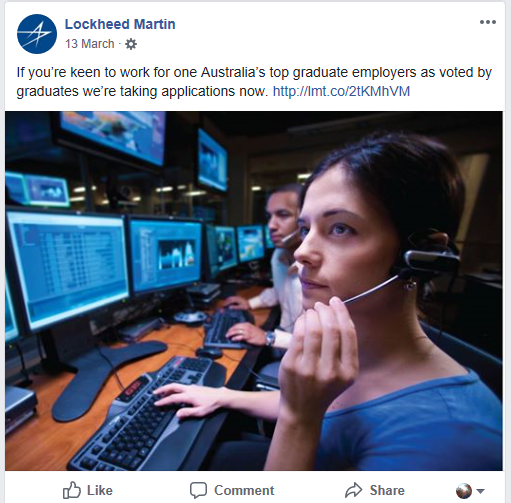 Lockheed Martin
13 March ·
If you're keen to work for one Australia's top graduate employers as voted by
graduates we're taking applications now. http://lmt.co/2tKMhVM
Like
Comment
Share